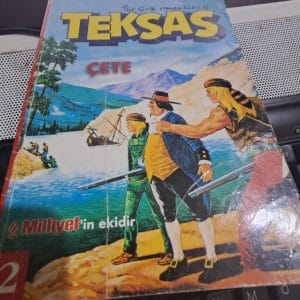 TEKSAS
ÇETE
Milliyet'in ekidir
2